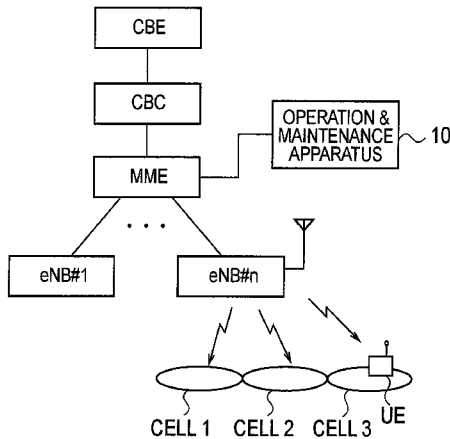 CBE
CBC
OPERATION &
MAINTENANCE
APPARATUS
10
MME
. . .
eNB#1
eNB#n
CELL 1
CELL 2
CELL 3
UE